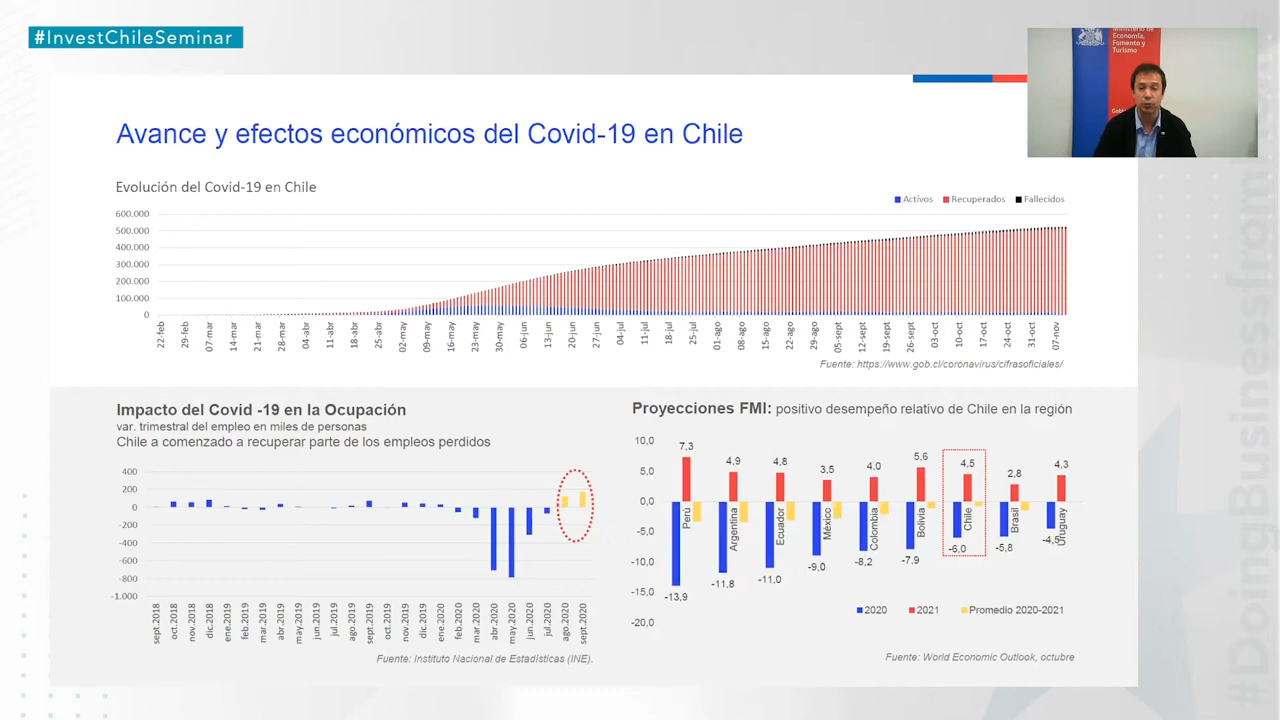 #InvestChileSeminar
Ministerio de
Economía,
Fomento y
Turismo
Avance y efectos económicos del Covid-19 en Chile
Evolución del Covid-19 en Chile
Activos Recuperados Fallecidos
600.000
500.000
400.000
300.000
200.000
100.000
0
22-feb 29-feb 07-mar 14-mar 21-mar 28-mar 04-abr 11-abr 18-abr 25-abr 02-may 09-may 16-may 23-may 30-may 06-jun 13-jun 20-jun 27-jun 04-jul 11-jul 18-jul 25-jul 01-ago 08-ago 15-ago 22-ago 29-ago 05-sept 12-sept 19-sept 26-sept 03-oct 10-oct 17-oct 24-oct 31-oct 07-nov
Fuente: https://www.gob.cl/coronavirus/cifrasoficiales/
Impacto del Covid -19 en la Ocupación
var. trimestral del empleo en miles de personas
Chile a comenzado a recuperar parte de los empleos perdidos
400
200
0
-200
-400
-600
-800
-1.000
sept.2018 oct.2018 nov.2018 dic.2018 ene.2019 feb.2019 mar.2019 abr.2019 may.2019 jun.2019 jul.2019 ago.2019 sept.2019 oct.2019 nov.2019 dic.2019 ene.2020 feb.2020 mar.2020 abr.2020 may.2020 jun.2020 jul.2020 ago.2020 sept.2020
Fuente: Instituto Nacional de Estadísticas (INE).
Proyecciones FMI: positivo desempeño relativo de Chile en la región
10,0
5,0
0,0
-5,0
-10,0
-15,0
-20,0
7,3 4,9 4,8 3,5 4,0 5,6 4,5 2,8 4,3
Perú Argentina Ecuador México Colombia Bolivia Chile Brasil Uruguay
-13,9 -11,8 -11,0 -9,0 -8,2 -7,9 -6,0 -5,8
2020 2021 Promedio 2020-2021
Fuente: World Economic Outlook, octubre